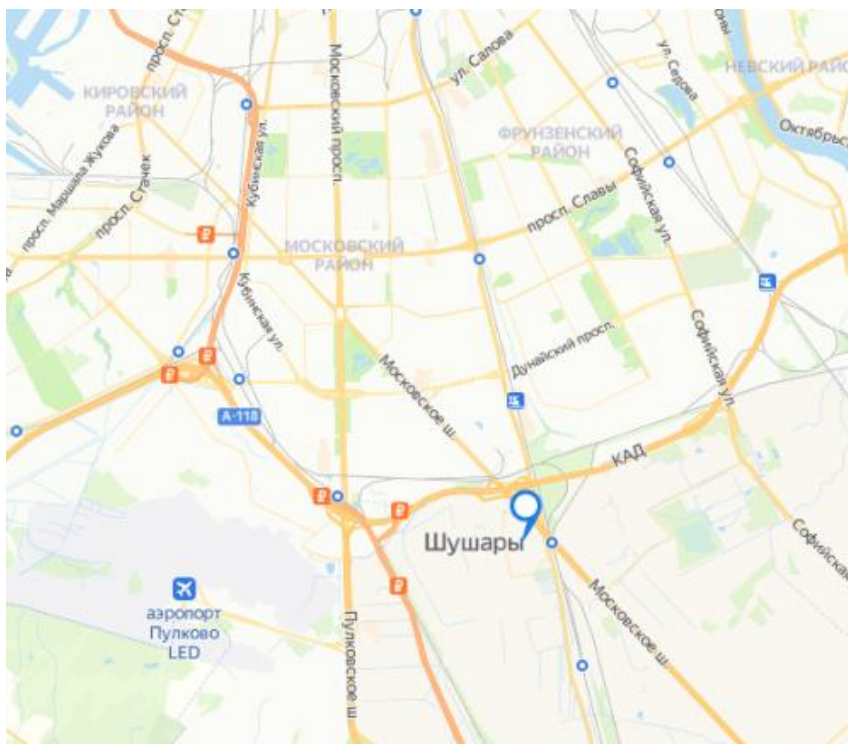 просп. Ста
Московский просп.
ул. Салова
ул. Седова
НЕВСКИЙ РАЙО
КИРОВСКИЙ
РАЙОН
Кубинская ул.
просп. Маршала Жукова
просп. Стачек
ФРУНЗЕНСКИЙ
РАЙОН
Октябрьс
Софийская ул.
просп. Славы
МОСКОВСКИЙ
РАЙОН
Кубинская ул.
Дунайский просп.
Софийская ул.
Московское ш.
А-118
КАД
Шушары
Софийская
аэропорт
Пулково
LED
Пулковское ш
Московское ш.